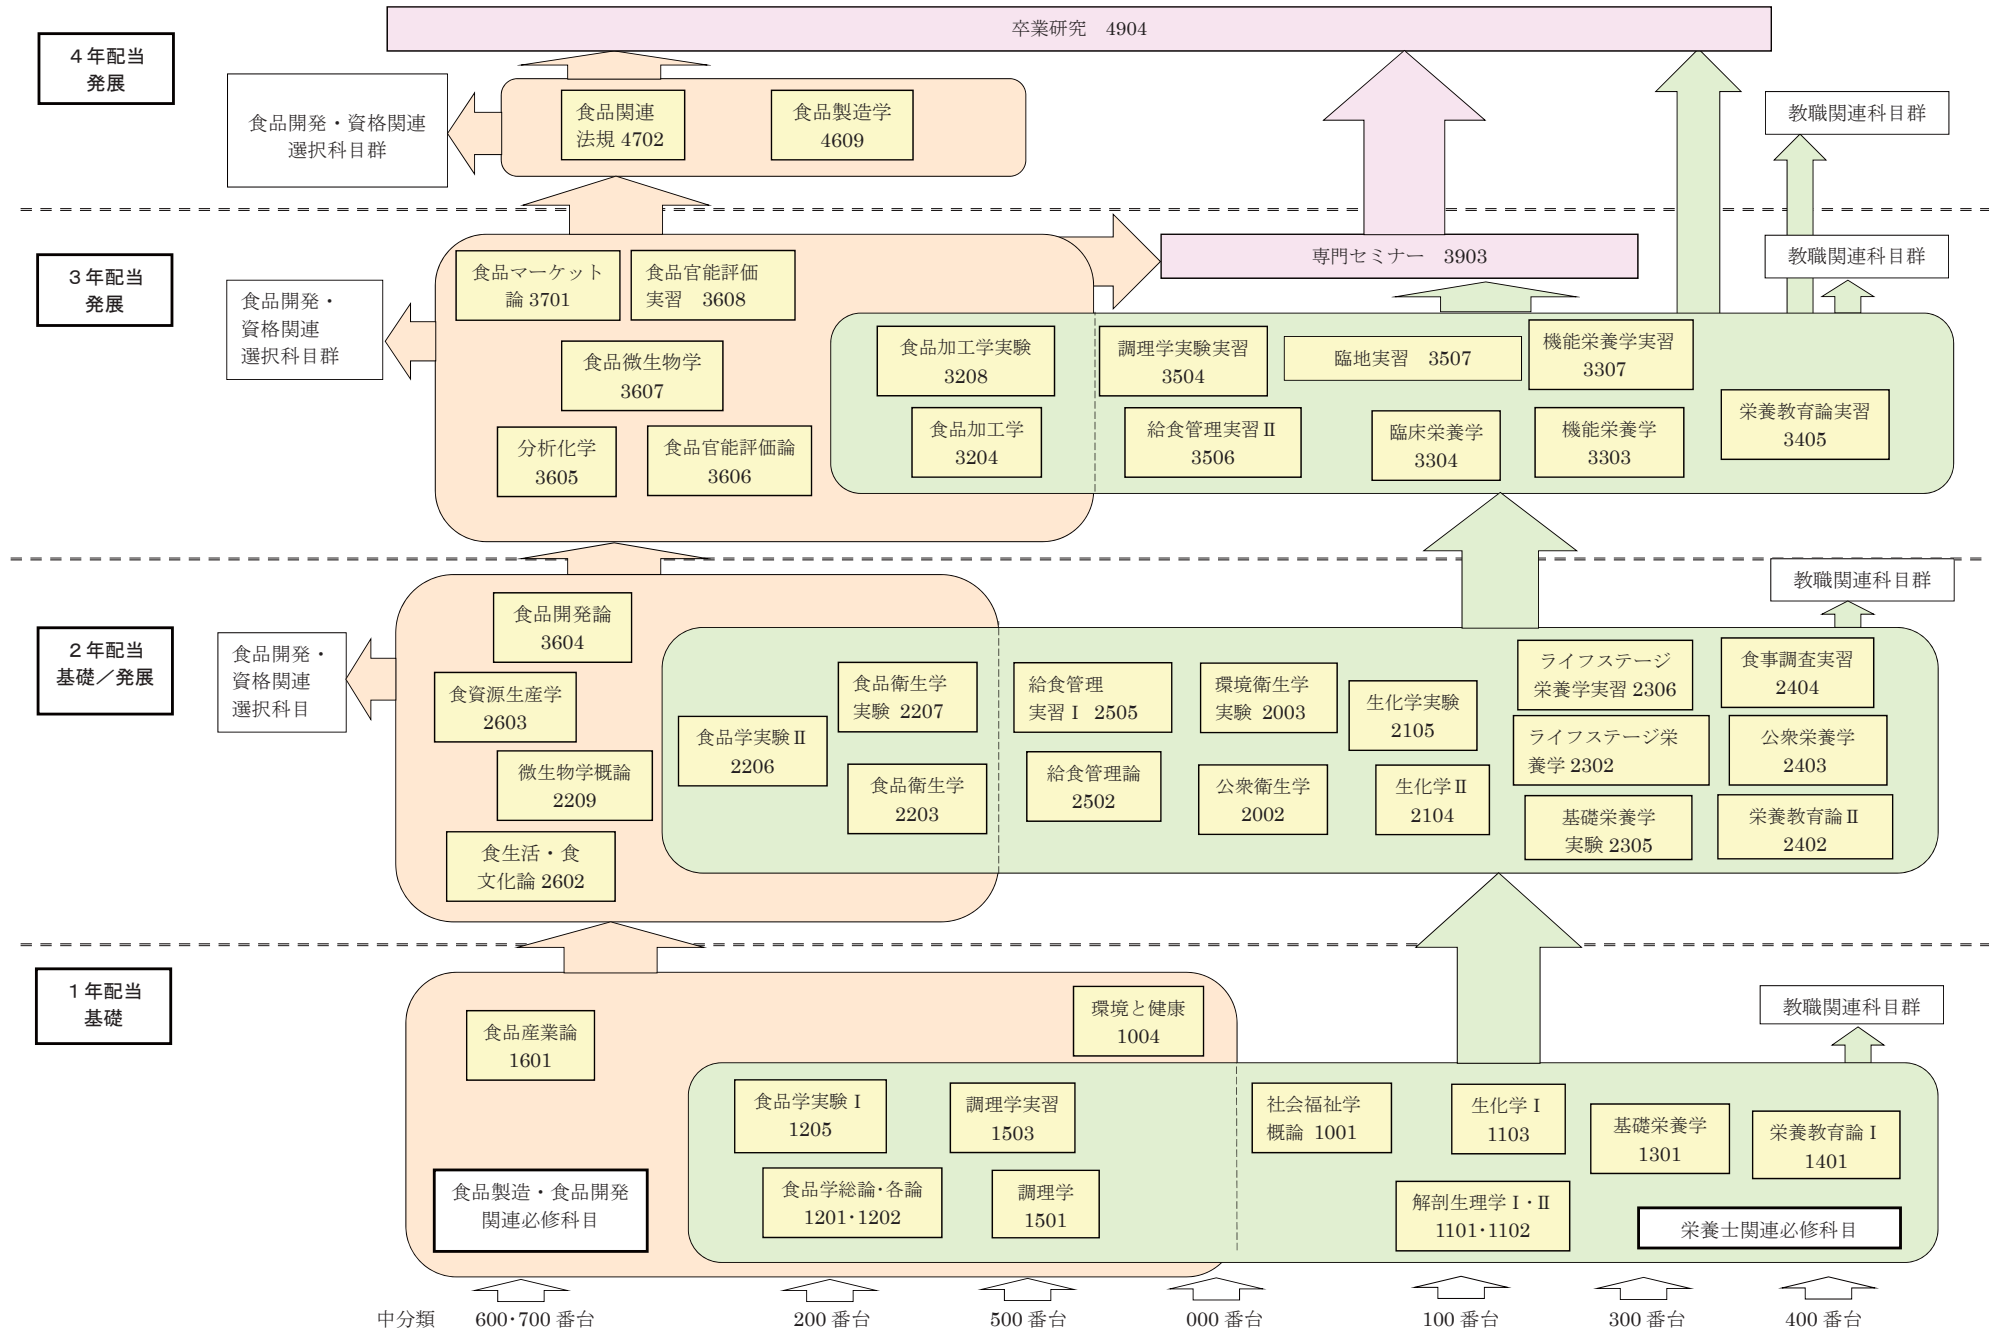 卒業研究　4904
４年配当
発展
食品開発・資格関連
選択科目群
食品関連
法規 4702
食品製造学
4609
教職関連科目群
３年配当
発展
食品開発・
資格関連
選択科目群
食品マーケット
論 3701
食品官能評価
実習　3608
専門セミナー　3903
教職関連科目群
食品微生物学
3607
分析化学
3605
食品官能評価論
3606
食品加工学実験
3208
食品加工学
3204
調理学実験実習
3504
給食管理実習Ⅱ
3506
臨地実習　3507
臨床栄養学
3304
機能栄養学実習
3307
機能栄養学
3303
栄養教育論実習
3405
教職関連科目群
２年配当
基礎／発展
食品開発・
資格関連
選択科目
食品開発論
3604
食資源生産学
2603
微生物学概論
2209
食生活・食
文化論 2602
食品学実験Ⅱ
2206
食品衛生学
実験 2207
食品衛生学
2203
給食管理
実習Ⅰ 2505
給食管理論
2502
環境衛生学
実験 2003
公衆衛生学
2002
生化学実験
2105
生化学Ⅱ
2104
ライフステージ
栄養学実習 2306
ライフステージ栄
養学 2302
基礎栄養学
実験 2305
食事調査実習
2404
公衆栄養学
2403
栄養教育論Ⅱ
2402
１年配当
基礎
食品産業論
1601
環境と健康
1004
教職関連科目群
食品学実験Ⅰ
1205
調理学実習
1503
社会福祉学
概論 1001
生化学Ⅰ
1103
基礎栄養学
1301
栄養教育論Ⅰ
1401
食品製造・食品開発
関連必修科目
食品学総論・各論
1201・1202
調理学
1501
解剖生理学Ⅰ・Ⅱ
1101・1102
栄養士関連必修科目
中分類　600・700 番台　200 番台　500 番台　000 番台　100 番台　300 番台　400 番台